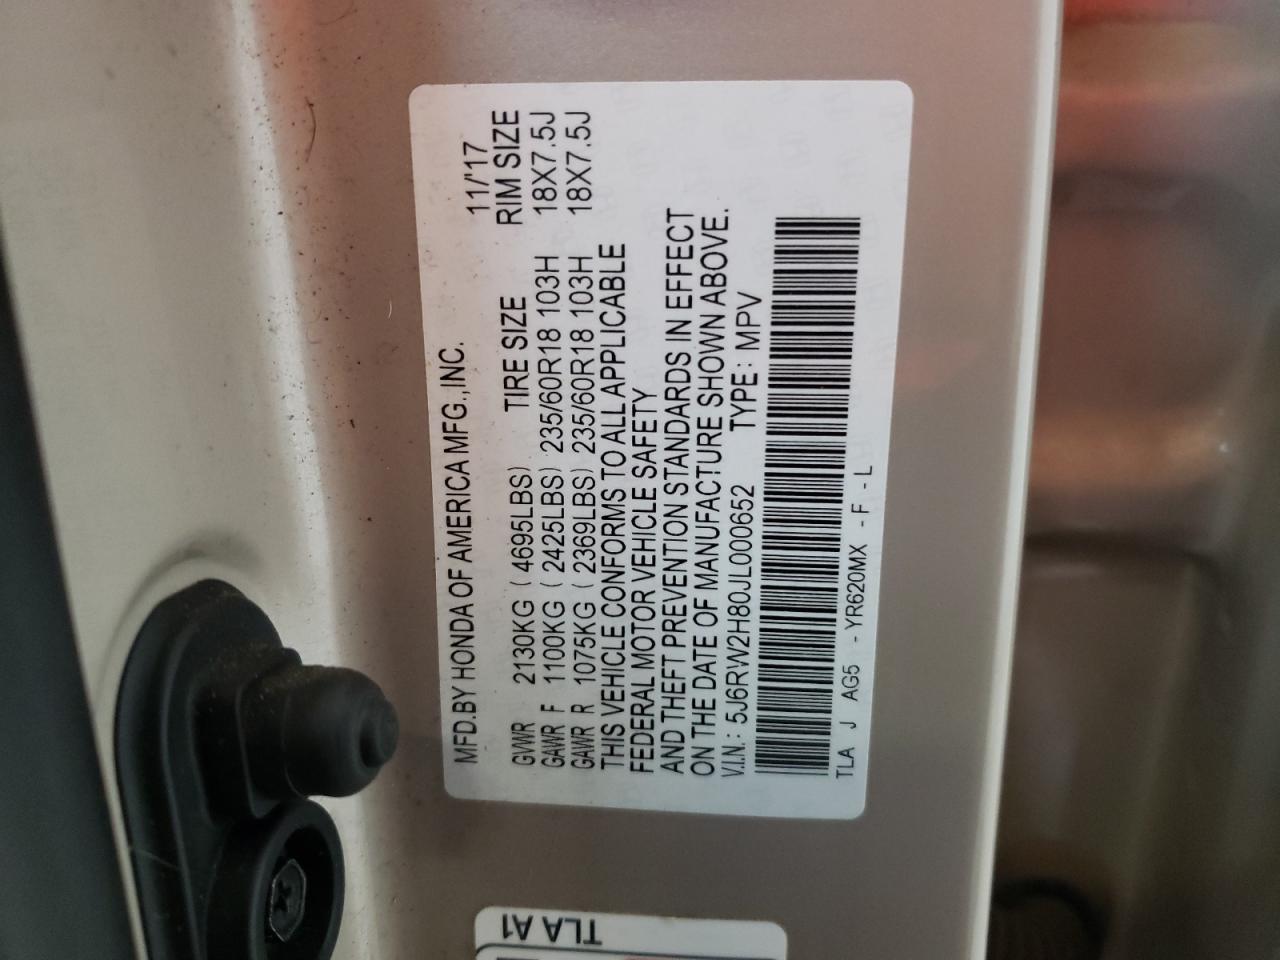 MFD.BY HONDA OF AMERICA MFG.,INC. 11/'17
GVWR 2130KG ( 4695LBS) TIRE SIZE RIM SIZE
GAWR F 1100KG ( 2425LBS) 235/60R18 103H 18X7.5J
GAWR R 1075KG ( 2369LBS) 235/60R18 103H 18X7.5J
THIS VEHICLE CONFORMS TO ALL APPLICABLE
FEDERAL MOTOR VEHICLE SAFETY
AND THEFT PREVENTION STANDARDS IN EFFECT
ON THE DATE OF MANUFACTURE SHOWN ABOVE.
V.I.N.: 5J6RW2H80JL000652 TYPE: MPV
TLA J AG5 - YR620MX - F - L
TLA A1